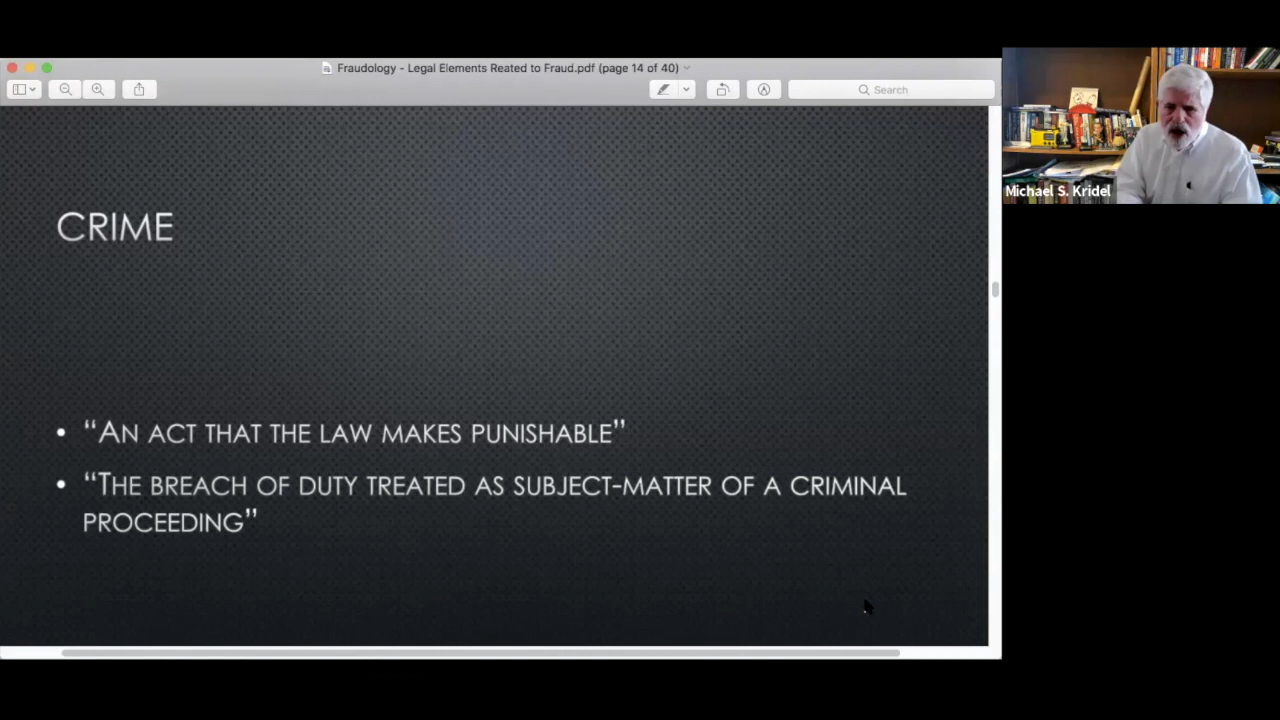 Fraudology - Legal Elements Reated to Fraud.pdf (page 14 of 40)
Search
CRIME
• “AN ACT THAT THE LAW MAKES PUNISHABLE”
• “THE BREACH OF DUTY TREATED AS SUBJECT-MATTER OF A CRIMINAL
PROCEEDING”
Michael S. Kridel